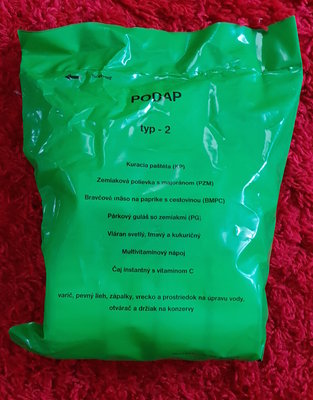 PODAP
typ - 2
Kuracia paštéta (KP)
Zemiaková polievka s majoránom (PZM)
Bravčové mäso na paprike s cestovinou (BMPC)
Párkový guláš so zemiakmi (PG)
Vláran svetlý, tmavý a kukuričný
Multivitamínový nápoj
Čaj instantný s vitamínom C
varič, pevný lieh, zápalky, vrecko a prostriedok na úpravu vody,
otvárač a držiak na konzervy